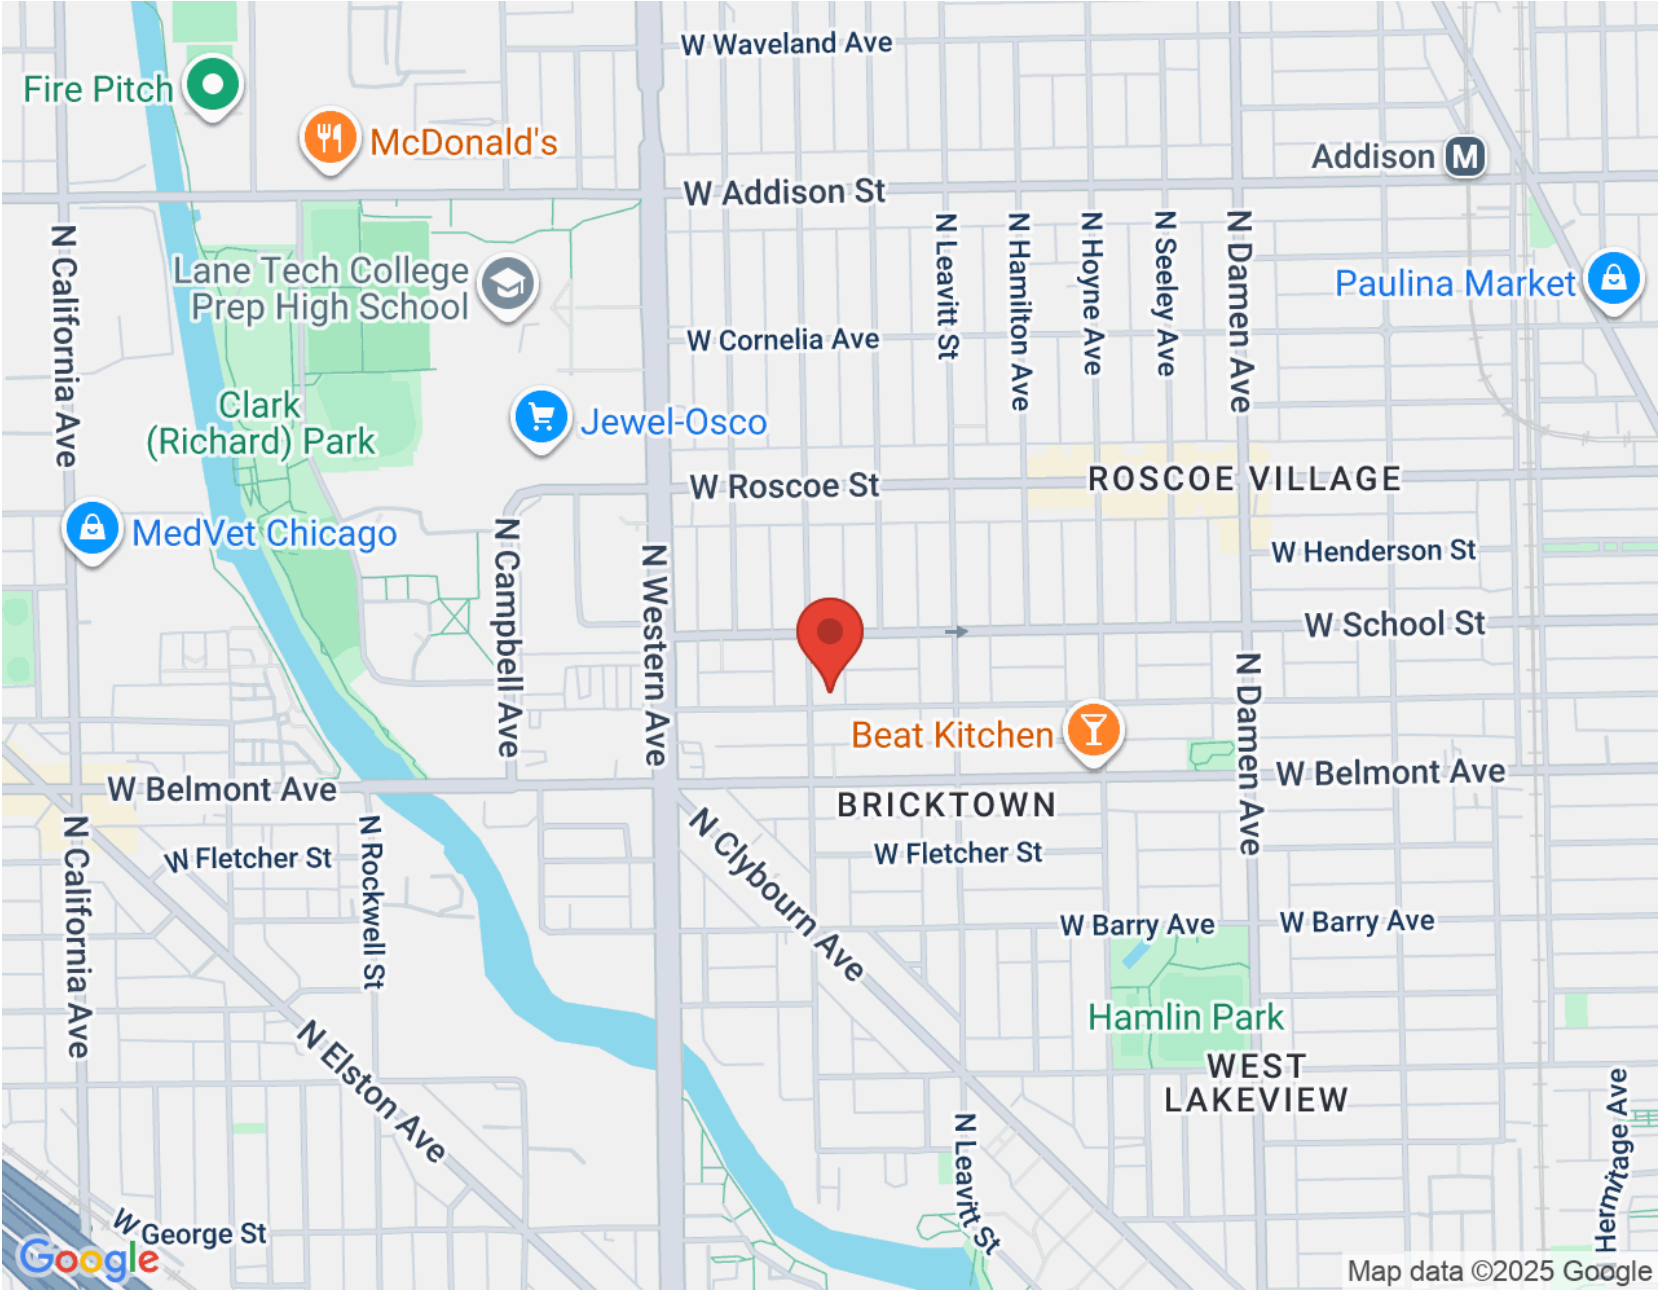 W Waveland Ave
Fire Pitch
McDonald's
Addison
M
W Addison St
N California Ave
N Leavitt St
N Hamilton Ave
N Hoyne Ave
N Seeley Ave
N Damen Ave
Lane Tech College
Prep High School
Paulina Market
W Cornelia Ave
Clark
(Richard) Park
Jewel-Osco
W Roscoe St
ROSCOE VILLAGE
MedVet Chicago
N Campbell Ave
N Western Ave
W Henderson St
W School St
N Damen Ave
Beat Kitchen
W Belmont Ave
W Belmont Ave
BRICKTOWN
N California Ave
N Rockwell St
W Fletcher St
N Clybourn Ave
W Fletcher St
W Barry Ave
W Barry Ave
Hamlin Park
WEST
LAKEVIEW
N Elston Ave
N Leavitt St
N Hermitage Ave
W George St
Google
Map data ©2025 Google